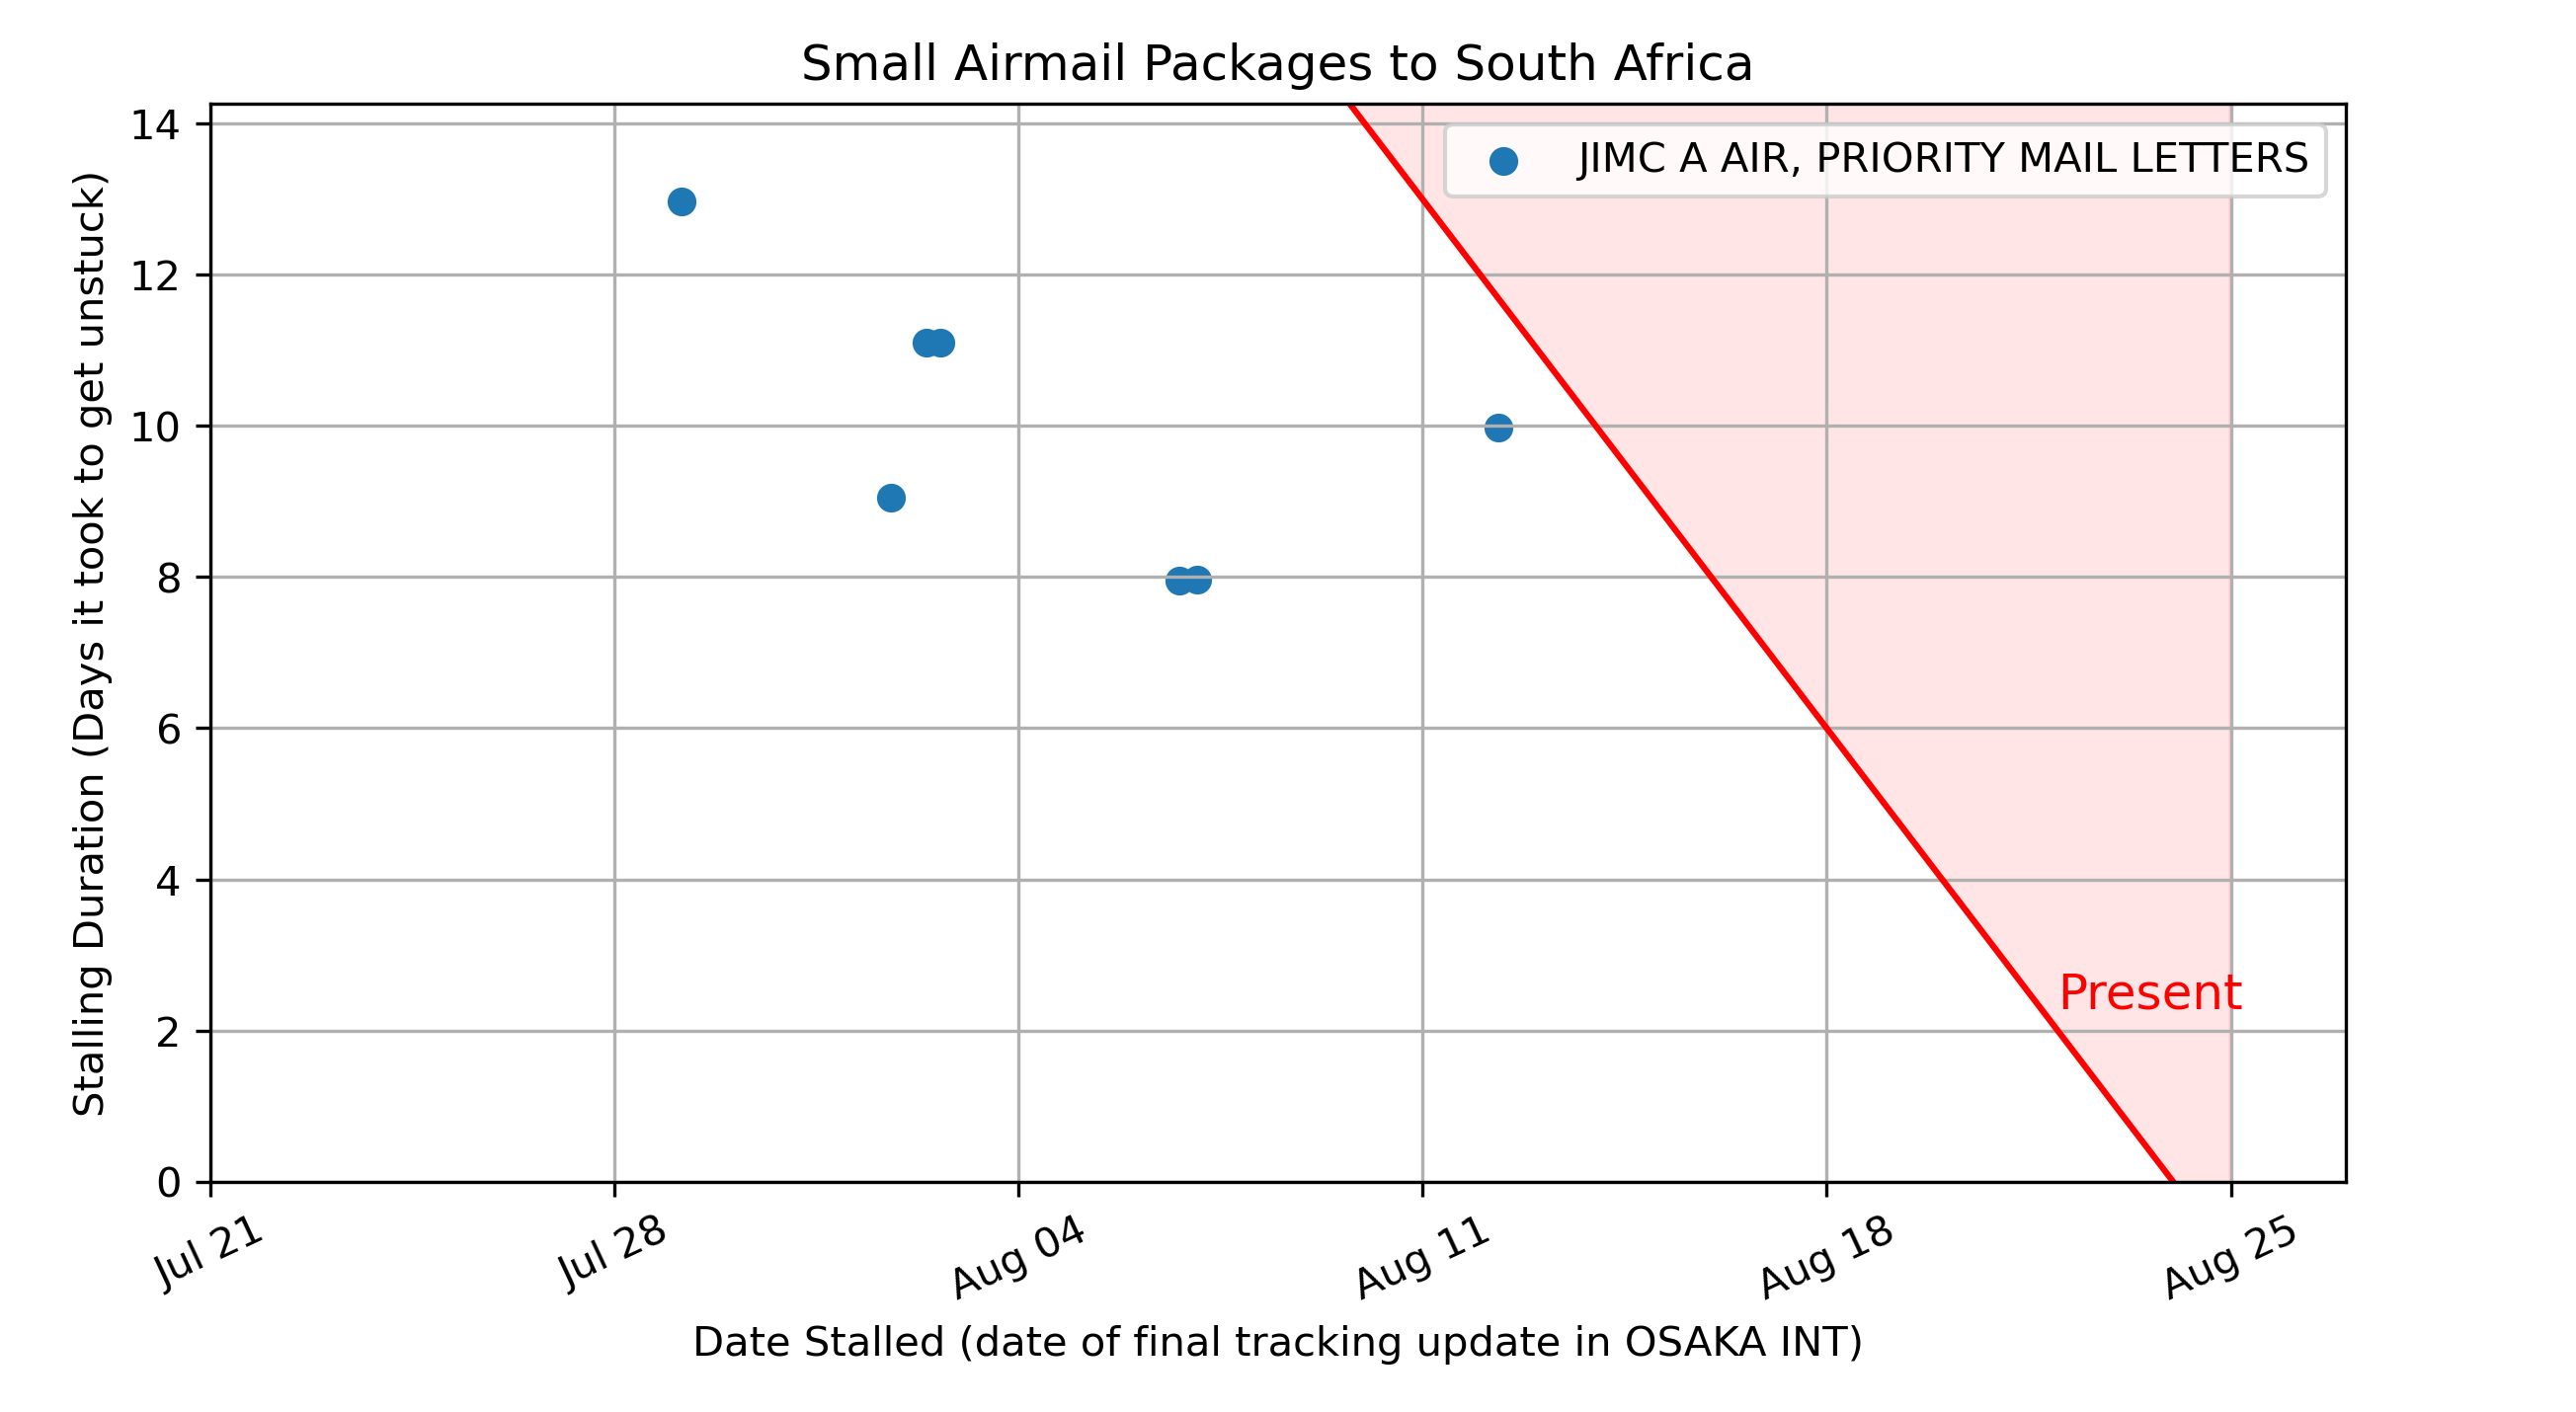 Small Airmail Packages to South Africa
JIMC A AIR, PRIORITY MAIL LETTERS
Stalling Duration (Days it took to get unstuck)
14
12
10
8
6
4
2
0
Present
Jul 21
Jul 28
Aug 04
Aug 11
Aug 18
Aug 25
Date Stalled (date of final tracking update in OSAKA INT)